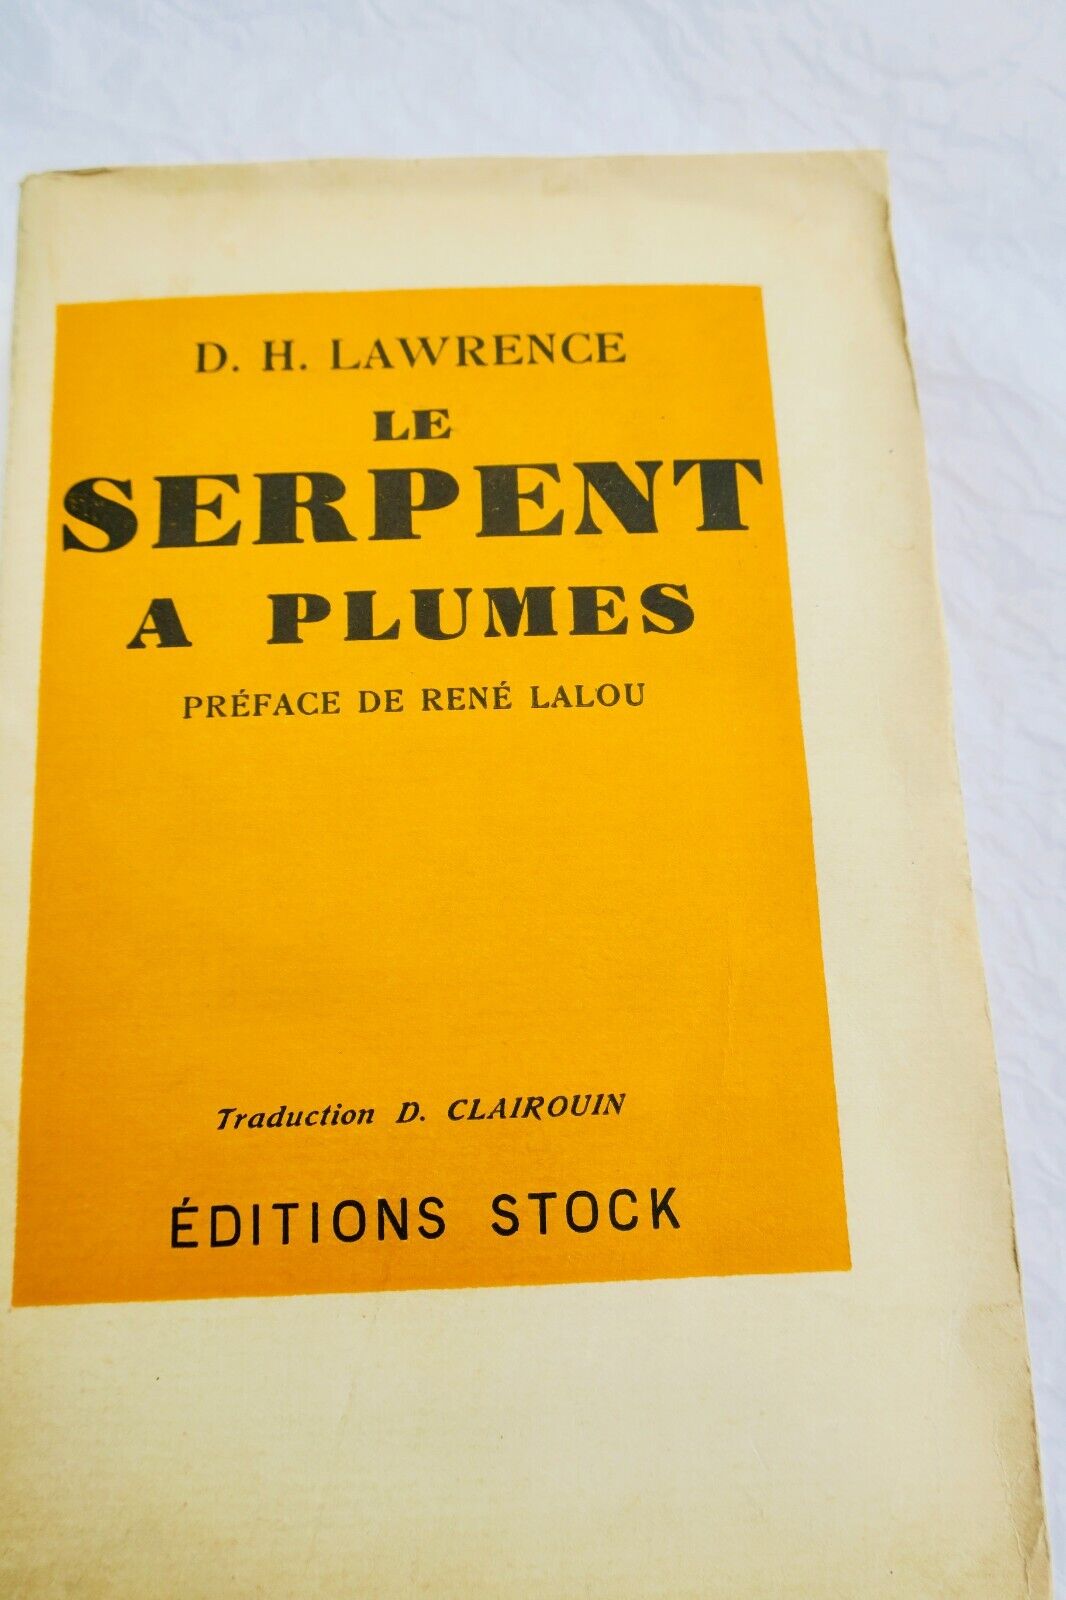 D. H. LAWRENCE
LE
SERPENT
A PLUMES
PRÉFACE DE RENÉ LALOU
Traduction D. CLAIROUIN
ÉDITIONS STOCK